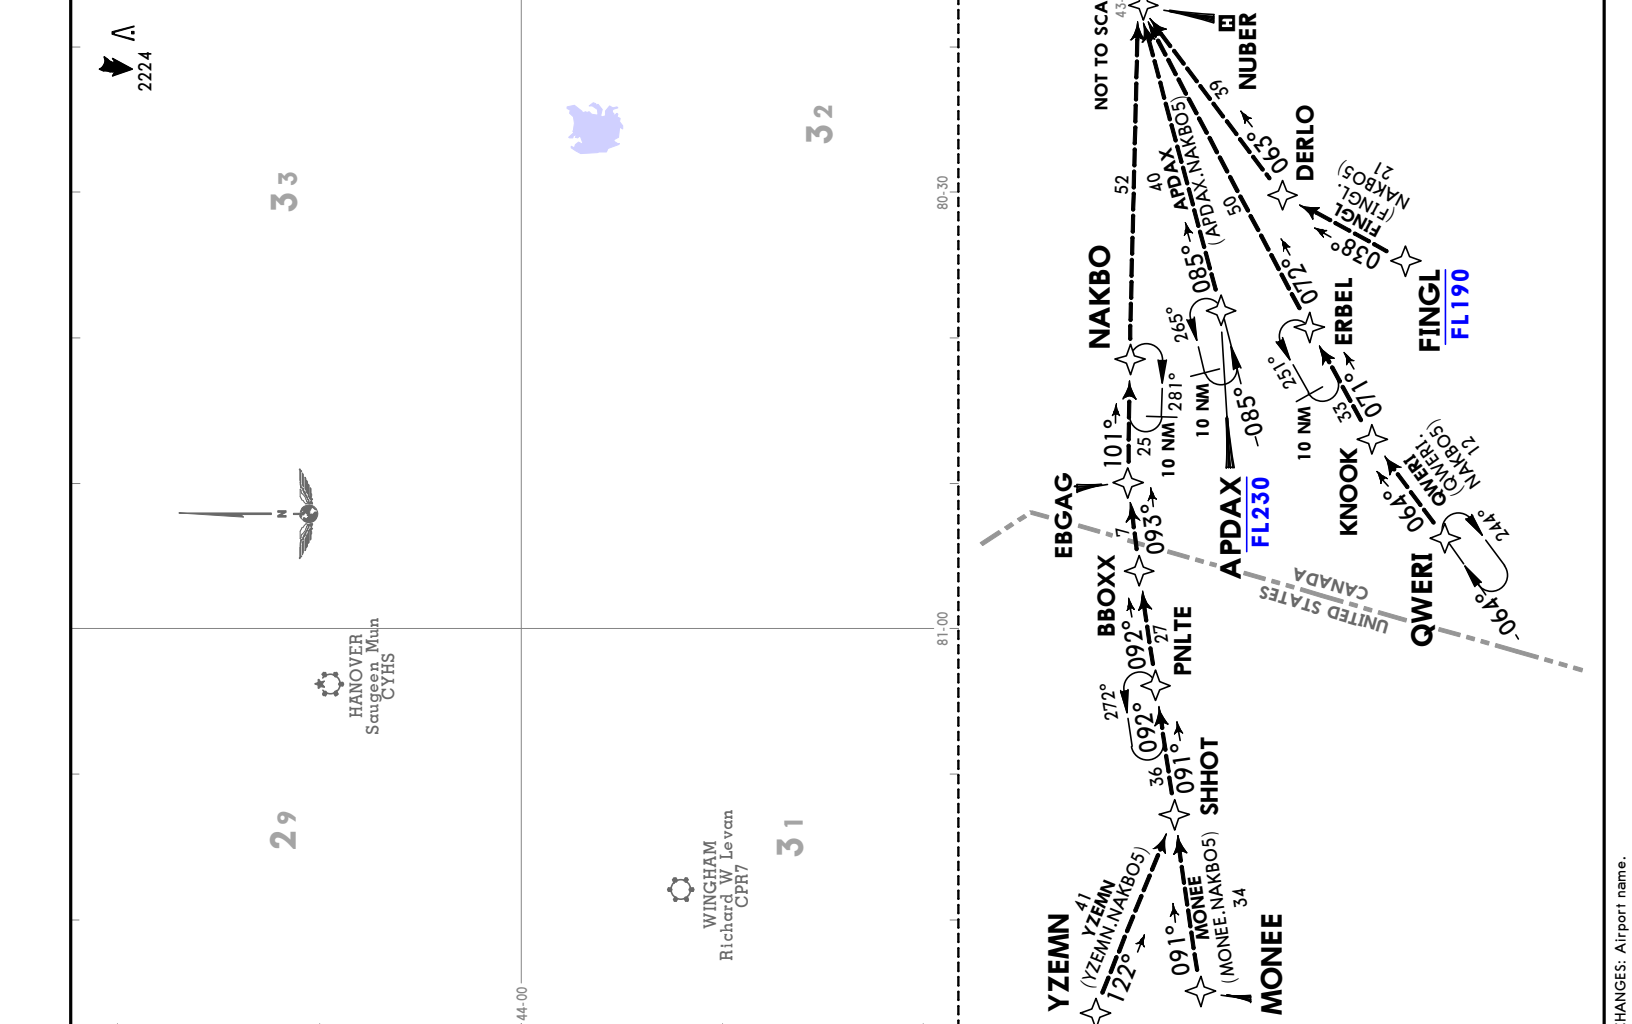 2224
33
32
29
31
N
HANOVER
Saugeen Mun
CYHS
WINGHAM
Richard W Levan
CPR7
80-30
81-00
44-00
43-
NOT TO SCA
H
NUBER
39
063°
DERLO
FINGL
(FINGL.
NAKBO5)
21
038°
FINGL
FL190
52
40
APDAX
(APDAX.NAKBO5)
50
085°
072°
NAKBO
265°
10 NM
-085°
APDAX
FL230
281°
10 NM
25
101°
EBGAG
ERBEL
251°
10 NM
33
071°
KNOOK
QWERI
(QWERI.
NAKBO5)
12
064°
244°
-064°
QWERI
7
093°
BBOXX
CANADA
UNITED STATES
27
092°
PNLTE
272°
092°
36
091°
SHHOT
41
YZEMN
(YZEMN.NAKBO5)
122°
YZEMN
091°
MONEE
(MONEE.NAKBO5)
34
MONEE
HANGES: Airport name.